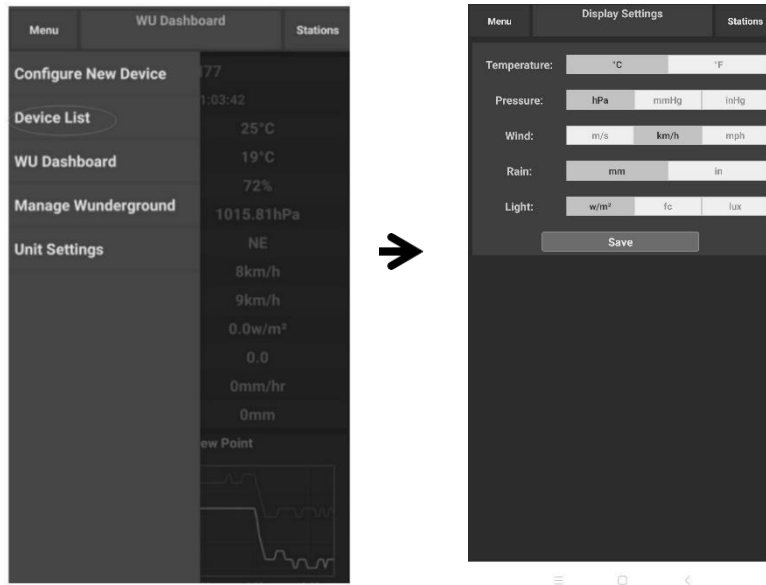 Menu
WU Dashboard
Stations
Configure New Device
Device List
WU Dashboard
Manage Wunderground
Unit Settings
177
1:03:42
25°C
19°C
72%
1015.81hPa
NE
8km/h
9km/h
0.0w/m²
0.0
0mm/hr
0mm
ew Point
Menu
Display Settings
Stations
Temperature: °C °F
Pressure: hPa mmHg inHg
Wind: m/s km/h mph
Rain: mm in
Light: w/m² fc lux
Save